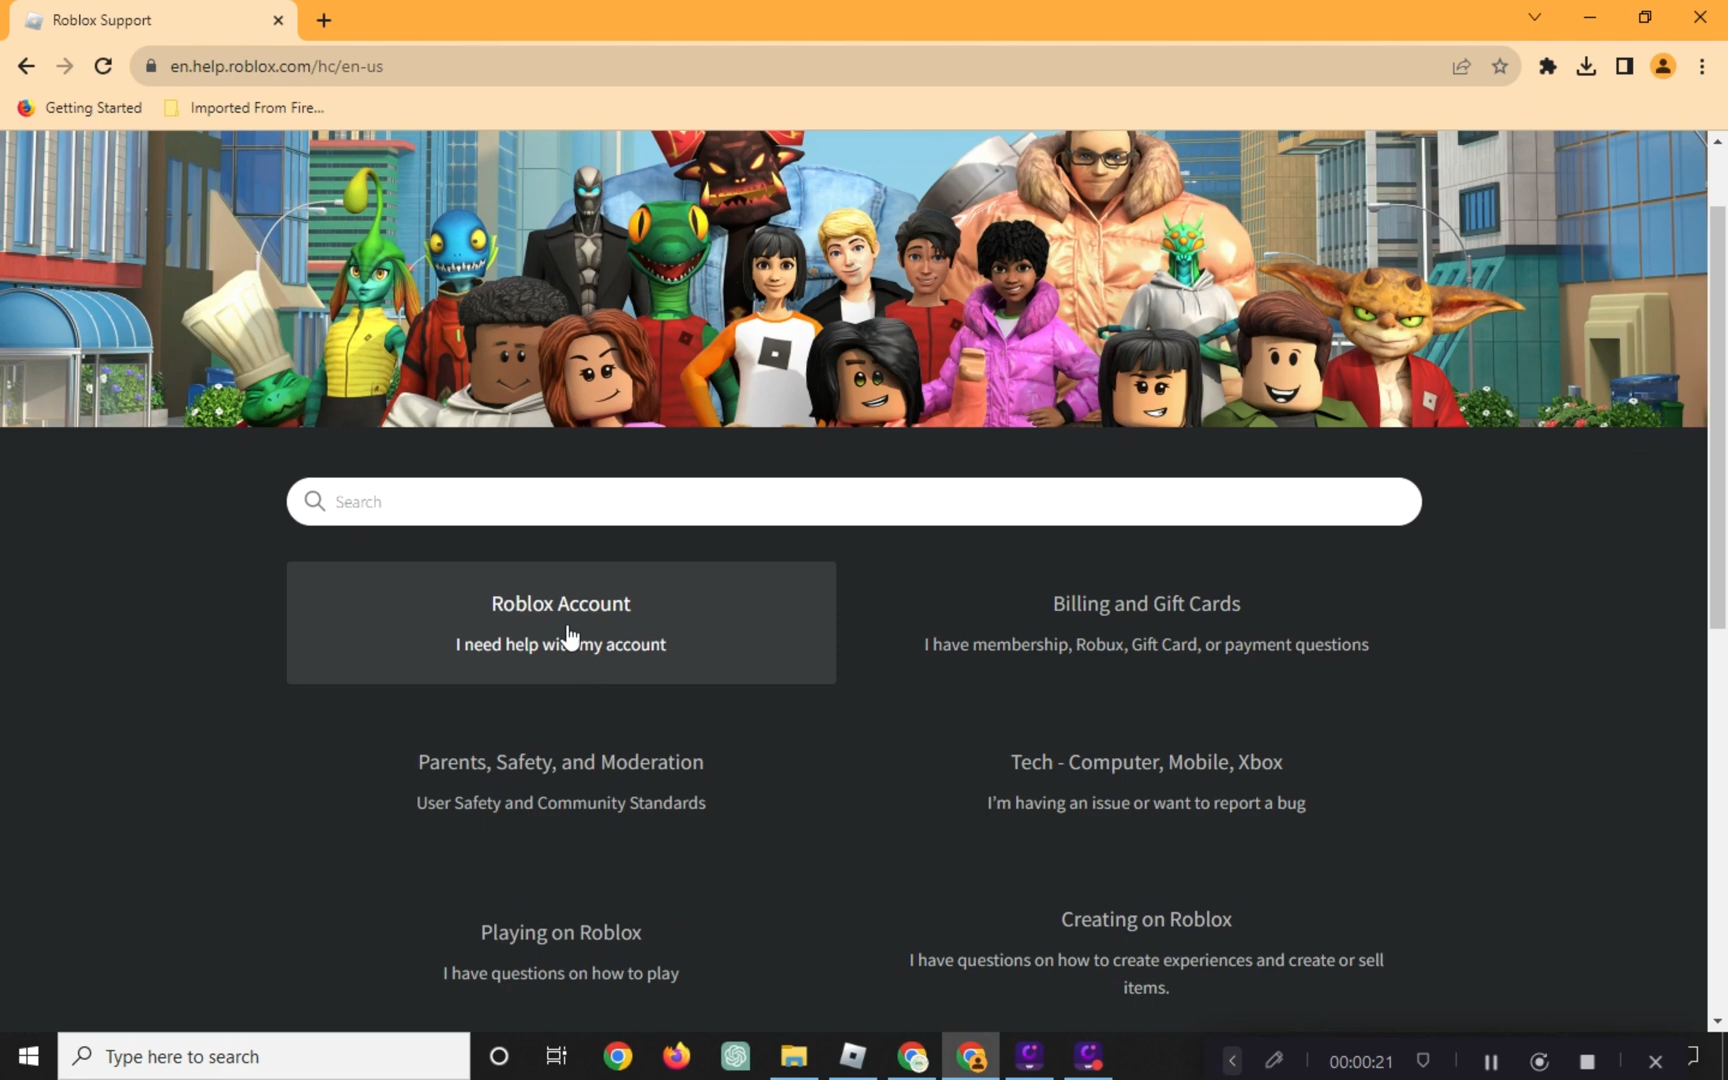 Roblox Support
en.help.roblox.com/hc/en-us
Getting Started
Imported From Fire...
Search
Roblox Account
I need help with my account
Billing and Gift Cards
I have membership, Robux, Gift Card, or payment questions
Parents, Safety, and Moderation
User Safety and Community Standards
Tech - Computer, Mobile, Xbox
I'm having an issue or want to report a bug
Playing on Roblox
I have questions on how to play
Creating on Roblox
I have questions on how to create experiences and create or sell
items.
Type here to search
00:00:21